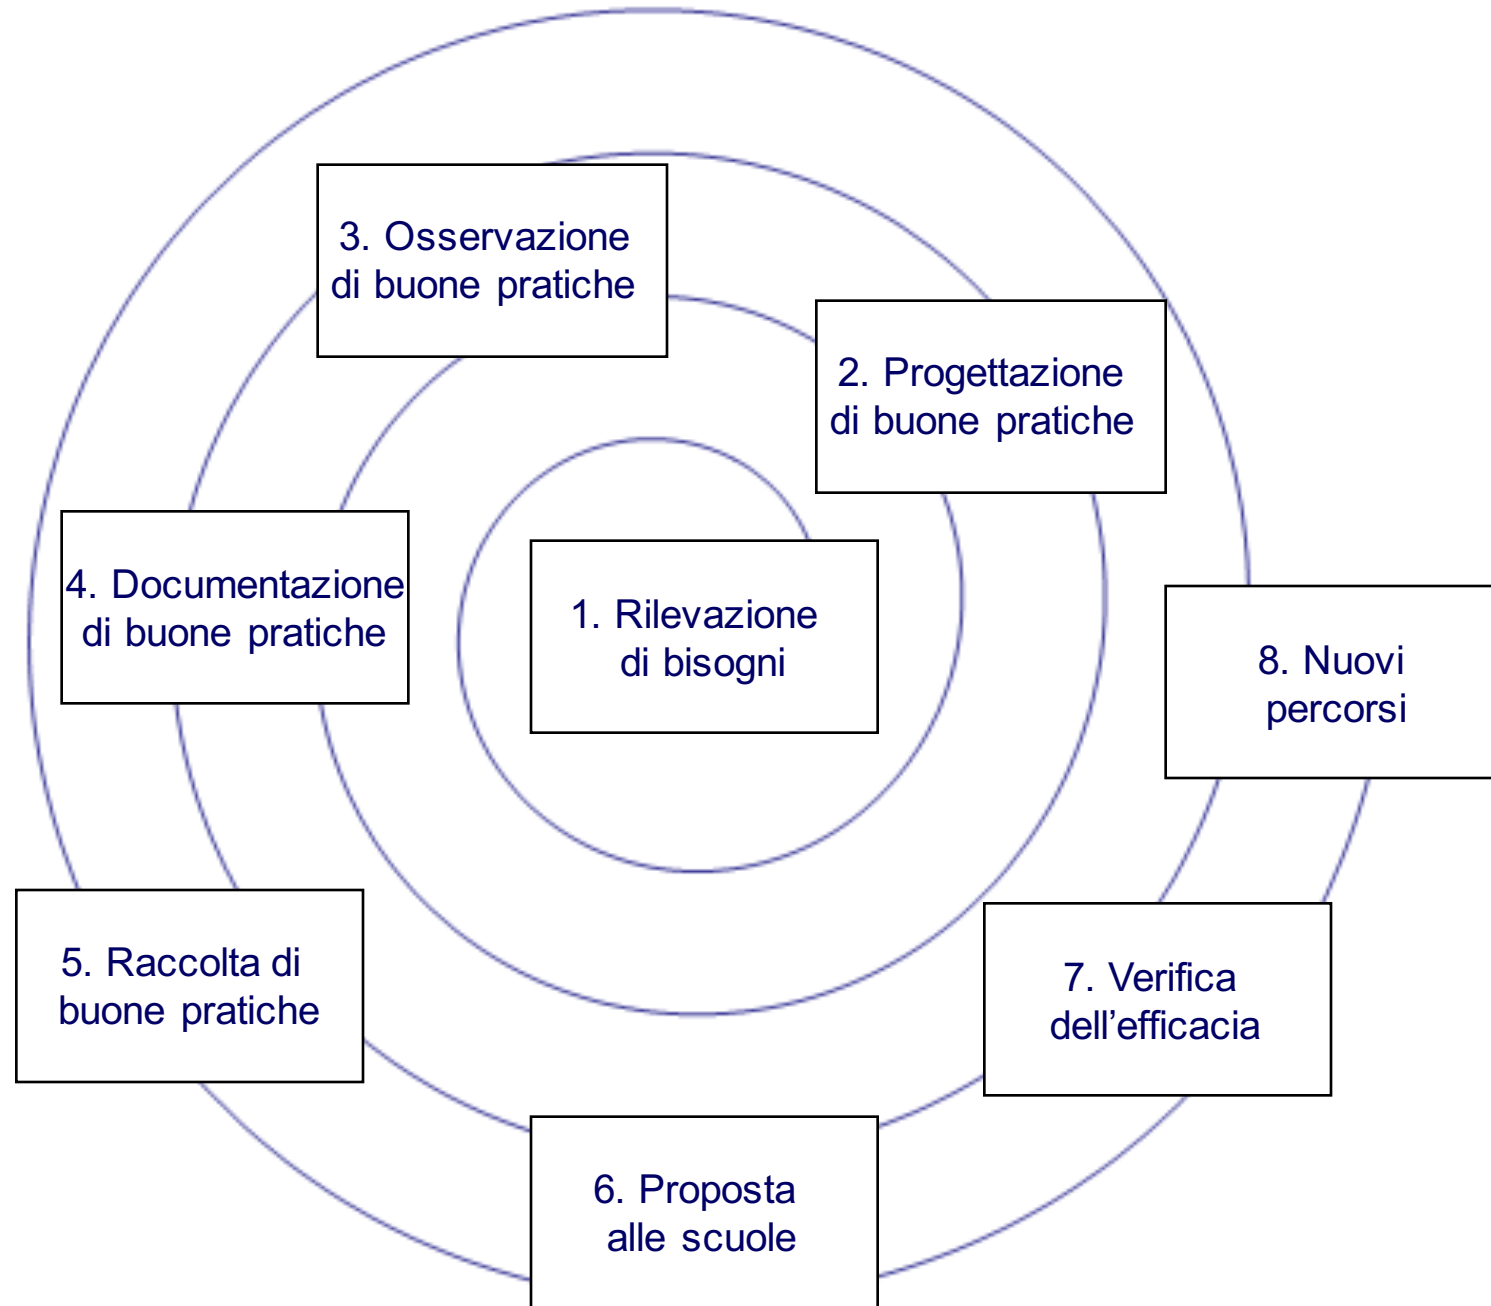 3. Osservazione
di buone pratiche
2. Progettazione
di buone pratiche
4. Documentazione
di buone pratiche
1. Rilevazione
di bisogni
8. Nuovi
percorsi
5. Raccolta di
buone pratiche
7. Verifica
dell’efficacia
6. Proposta
alle scuole